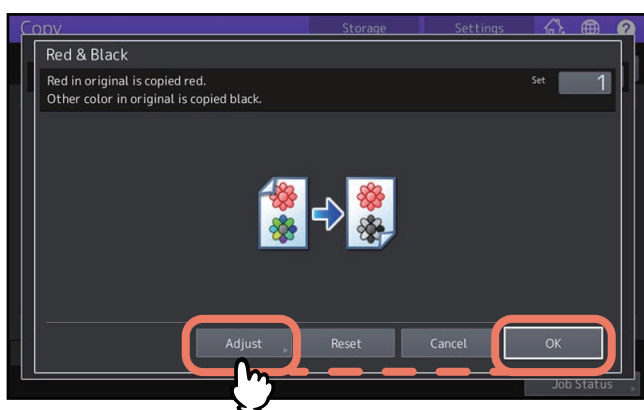 Copy
Storage
Settings
?
Red & Black
Red in original is copied red.
Other color in original is copied black.
Set
1
Adjust
Reset
Cancel
OK
Job Status